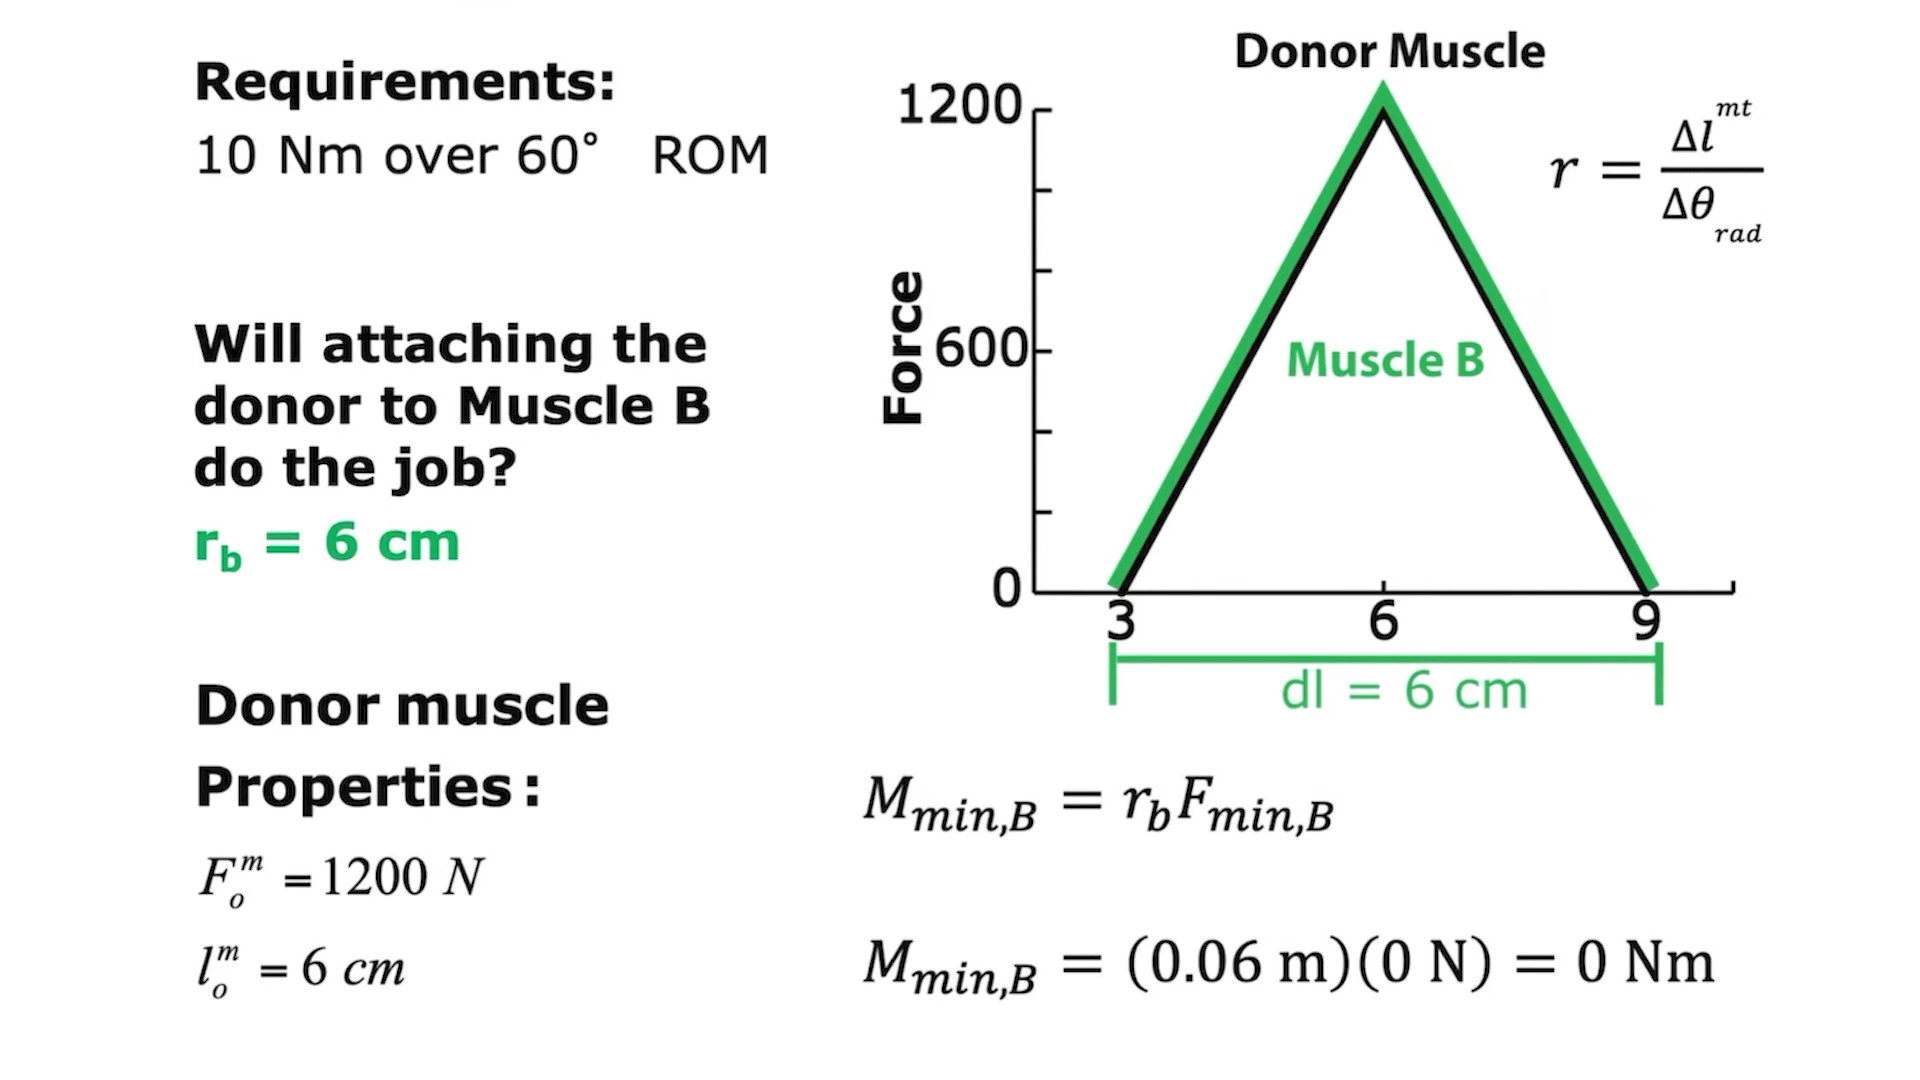 Requirements:
10 Nm over 60° ROM
Will attaching the
donor to Muscle B
do the job?
r_b = 6 cm
Donor muscle
Properties:
F_o^m = 1200 N
l_o^m = 6 cm
Donor Muscle
r = Δl^mt / Δθ_rad
Force
1200
600
0
Muscle B
3 6 9
dl = 6 cm
M_min,B = r_b F_min,B
M_min,B = (0.06 m)(0 N) = 0 Nm